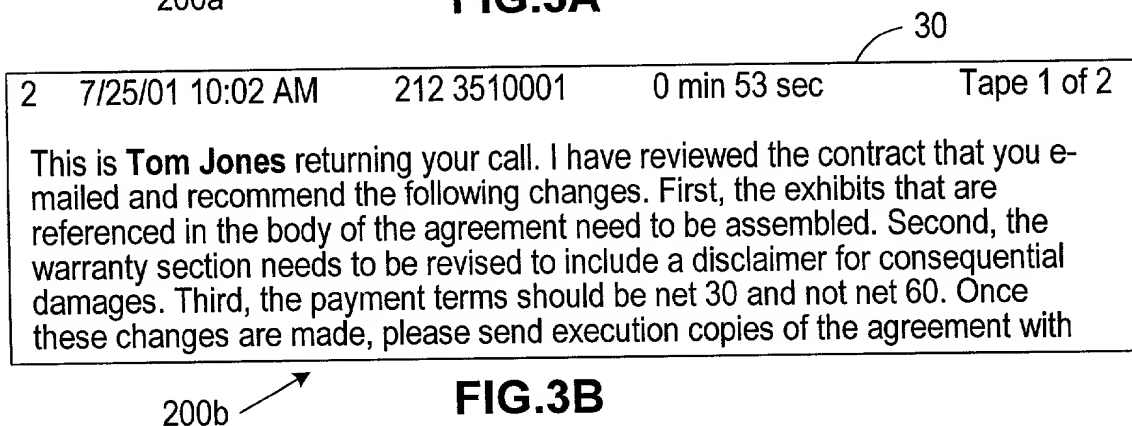 200a
FIG.3A
30
2 7/25/01 10:02 AM 212 3510001 0 min 53 sec Tape 1 of 2
This is Tom Jones returning your call. I have reviewed the contract that you e-
mailed and recommend the following changes. First, the exhibits that are
referenced in the body of the agreement need to be assembled. Second, the
warranty section needs to be revised to include a disclaimer for consequential
damages. Third, the payment terms should be net 30 and not net 60. Once
these changes are made, please send execution copies of the agreement with
200b
FIG.3B